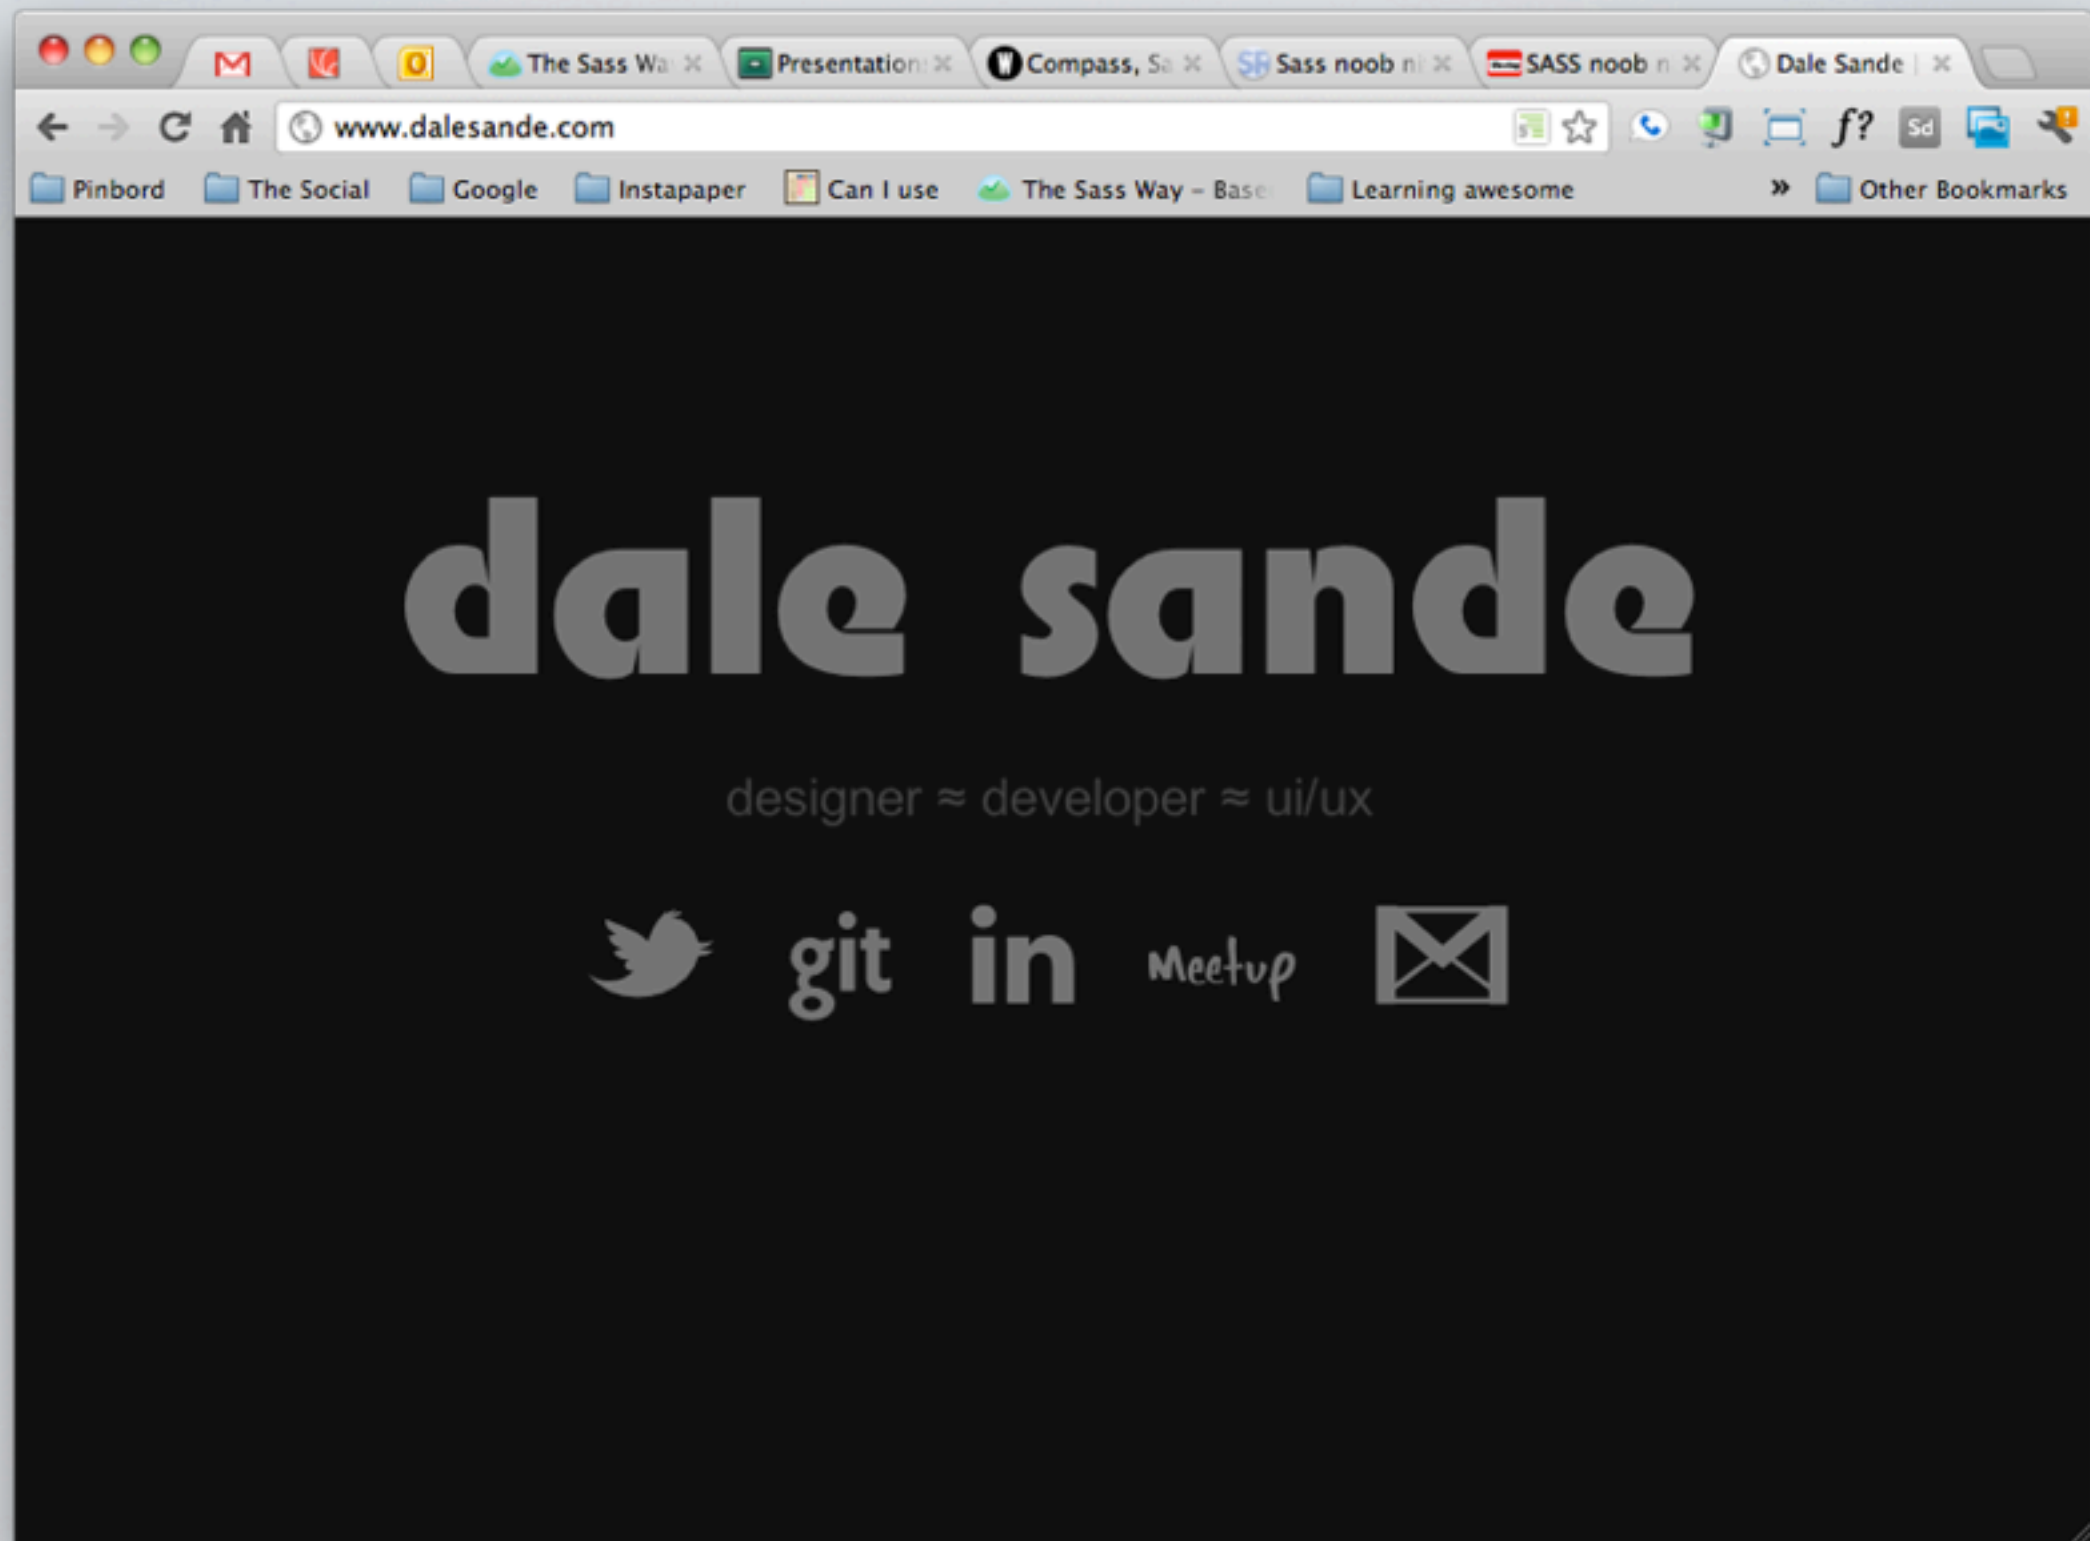 The Sass Wa Presentation Compass, Sa Sass noob ni SASS noob n Dale Sande |
www.dalesande.com f? Sd
Pinbord The Social Google Instapaper Can I use The Sass Way – Base Learning awesome » Other Bookmarks
dale sande
designer ≈ developer ≈ ui/ux
git in Meetup